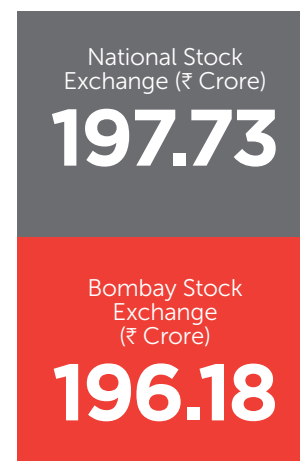 National Stock
Exchange (₹ Crore)
197.73
Bombay Stock
Exchange
(₹ Crore)
196.18